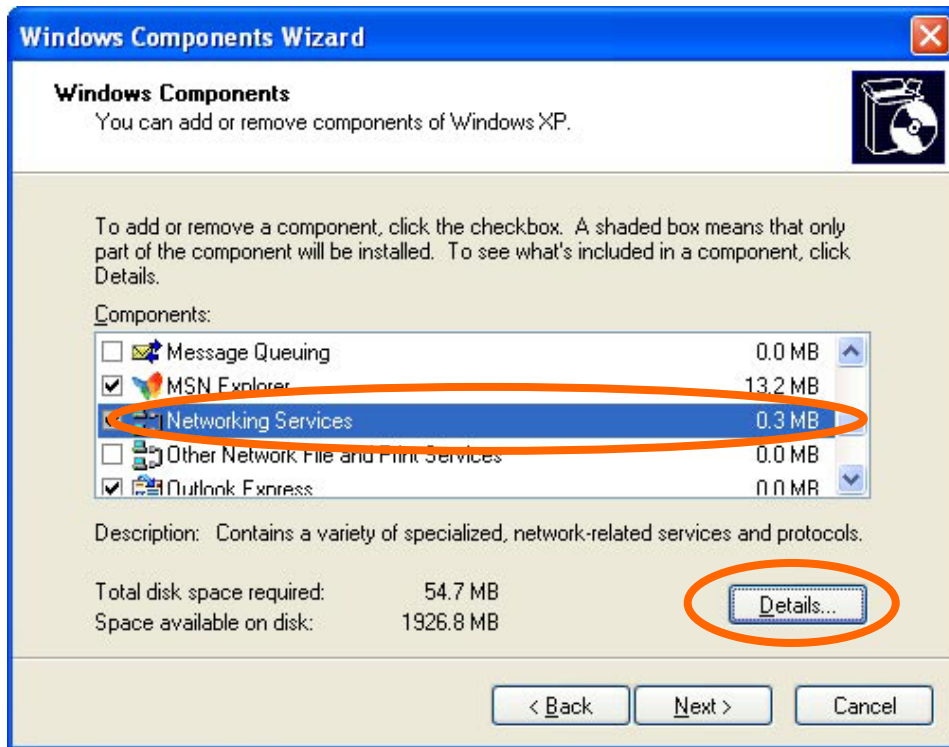 Windows Components Wizard
Windows Components
You can add or remove components of Windows XP.
To add or remove a component, click the checkbox. A shaded box means that only
part of the component will be installed. To see what's included in a component, click
Details.
Components:
Message Queuing 0.0 MB
MSN Explorer 13.2 MB
Networking Services 0.3 MB
Other Network File and Print Services 0.0 MB
Outlook Express 0.0 MB
Description: Contains a variety of specialized, network-related services and protocols.
Total disk space required: 54.7 MB
Space available on disk: 1926.8 MB
Details...
< Back Next > Cancel